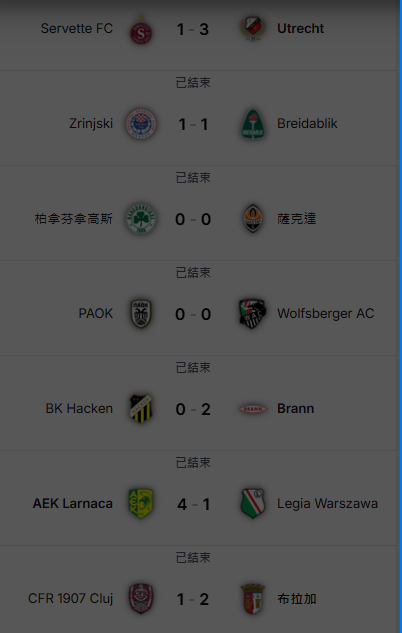 Servette FC 1 - 3 Utrecht
已結束
Zrinjski 1 - 1 Breidablik
已結束
柏拿芬拿高斯 0 - 0 薩克達
已結束
PAOK 0 - 0 Wolfsberger AC
已結束
BK Hacken 0 - 2 Brann
已結束
AEK Larnaca 4 - 1 Legia Warszawa
已結束
CFR 1907 Cluj 1 - 2 布拉加